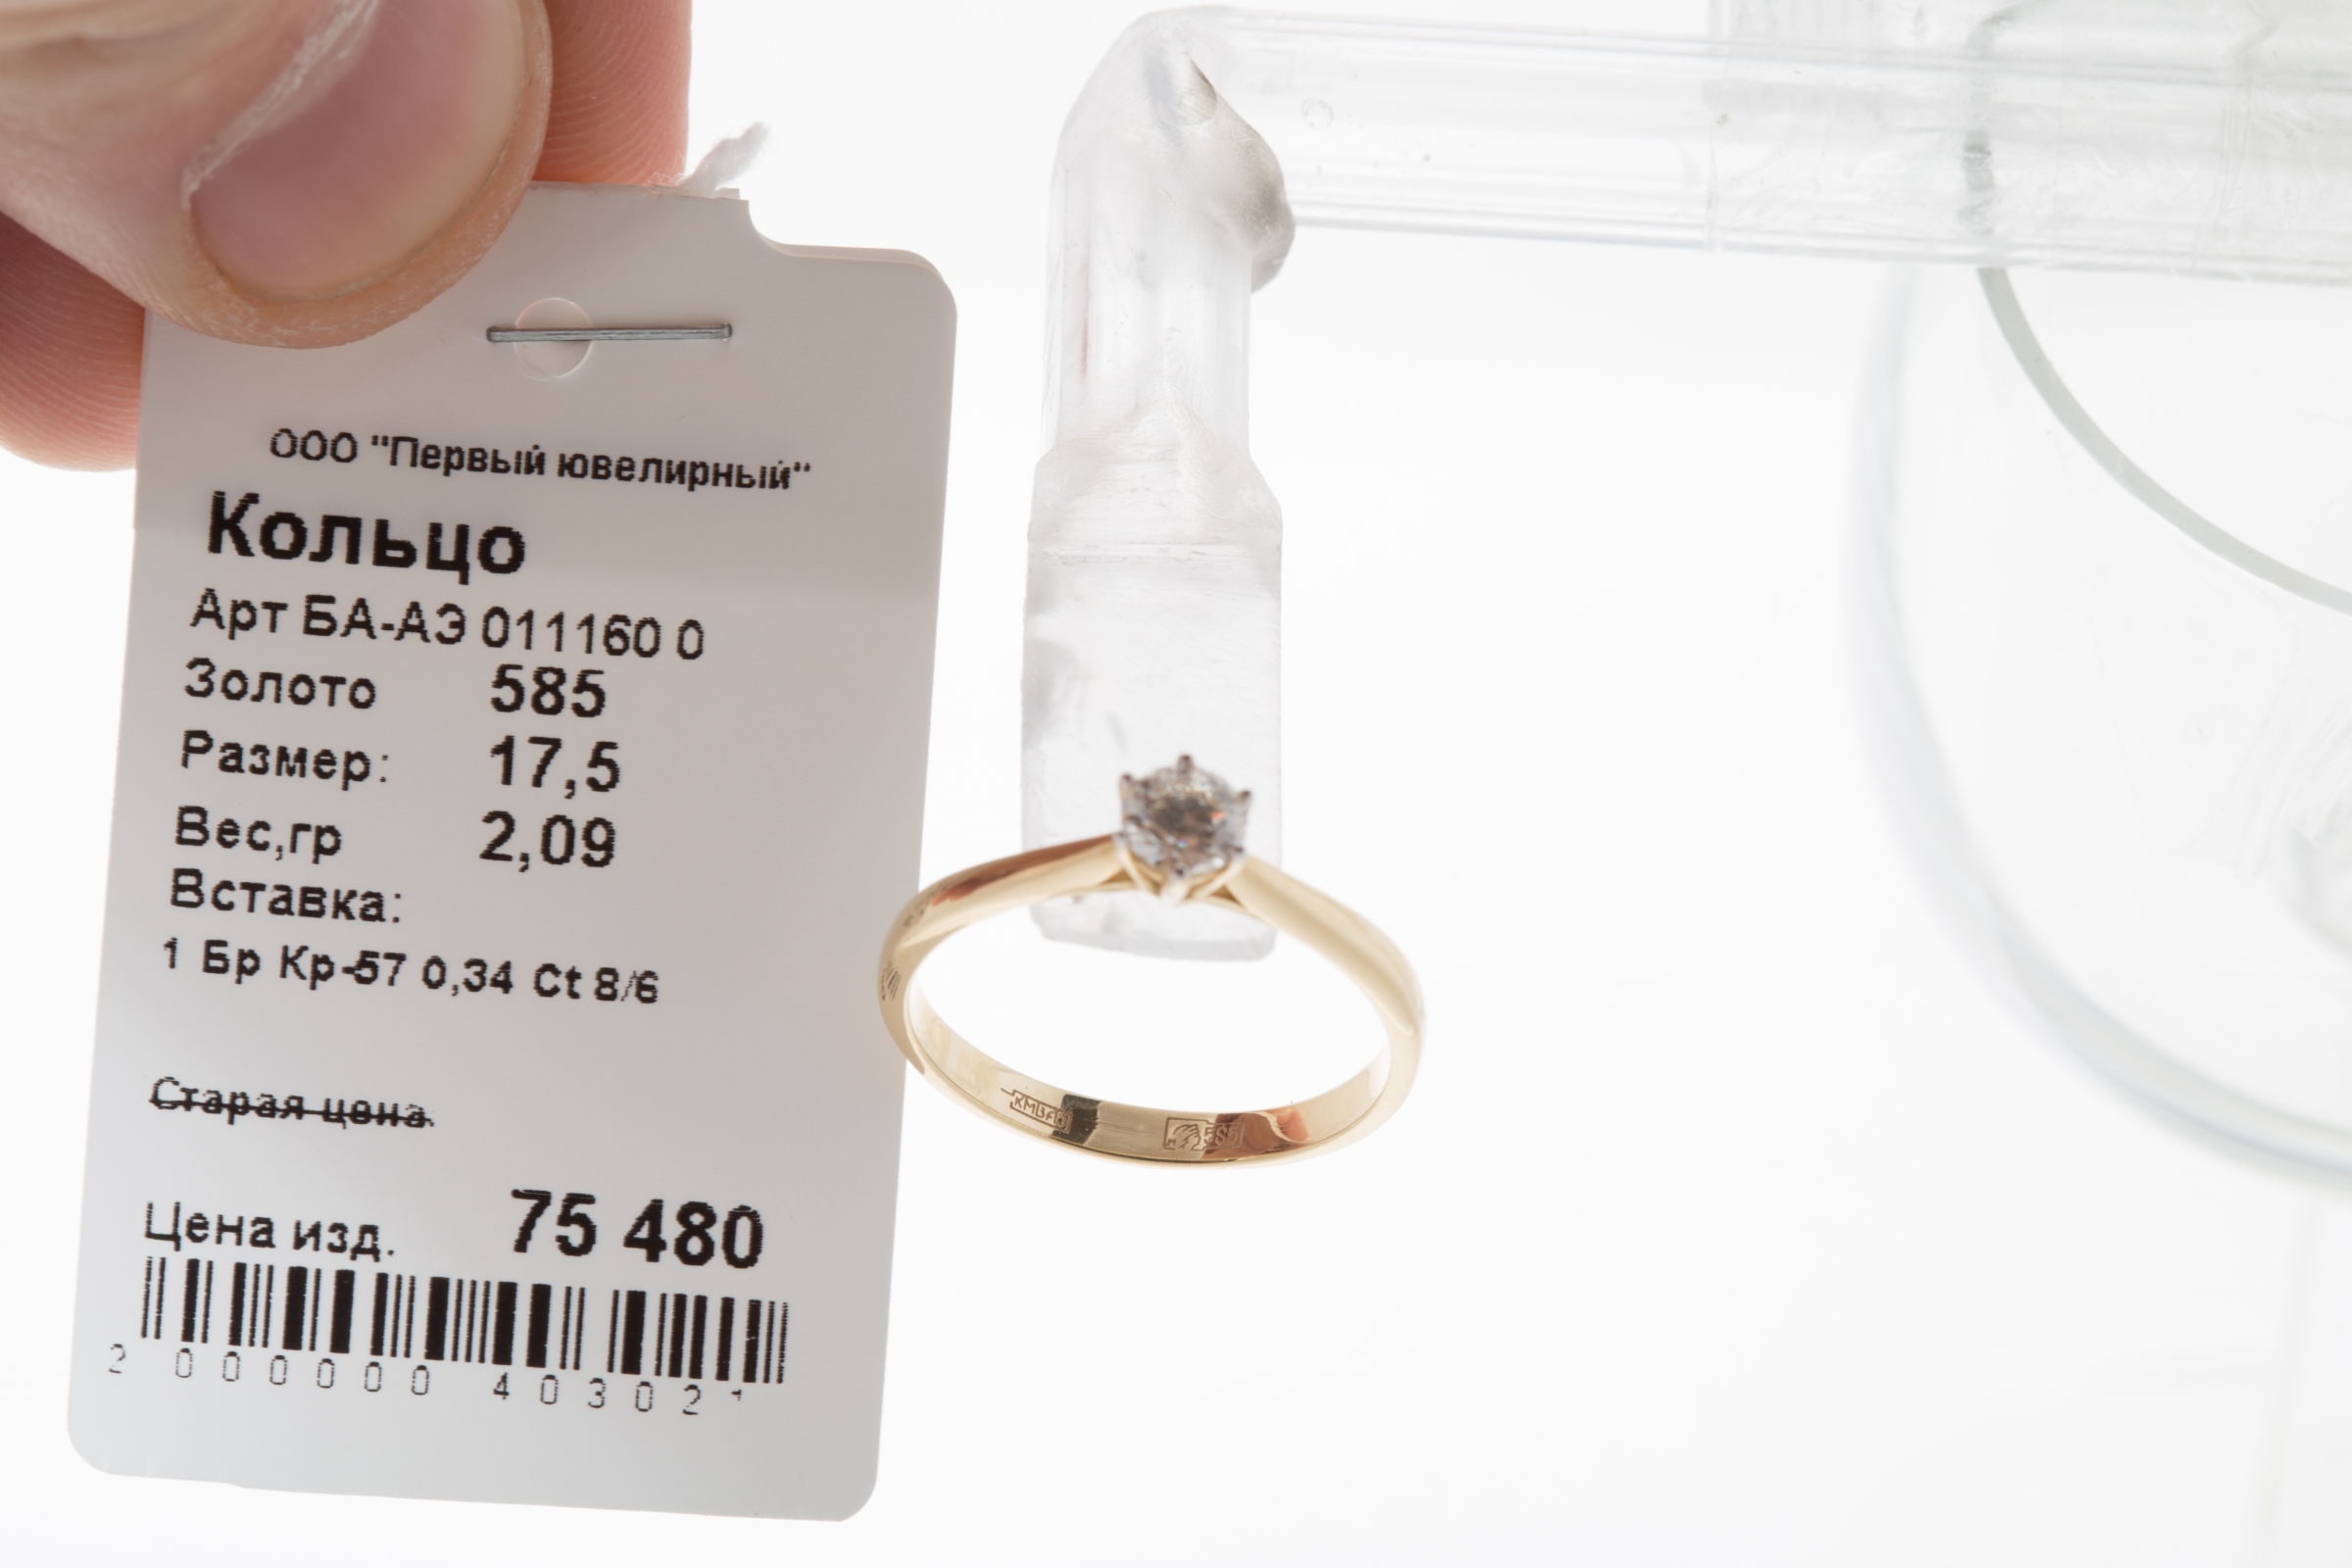 ООО "Первый ювелирный"
Кольцо
Арт БА-АЭ 011160 0
Золото 585
Размер: 17,5
Вес,гр 2,09
Вставка:
1 Бр Кр-57 0,34 Ct 8/6
Старая цена
Цена изд. 75 480
2 000000 403021
585